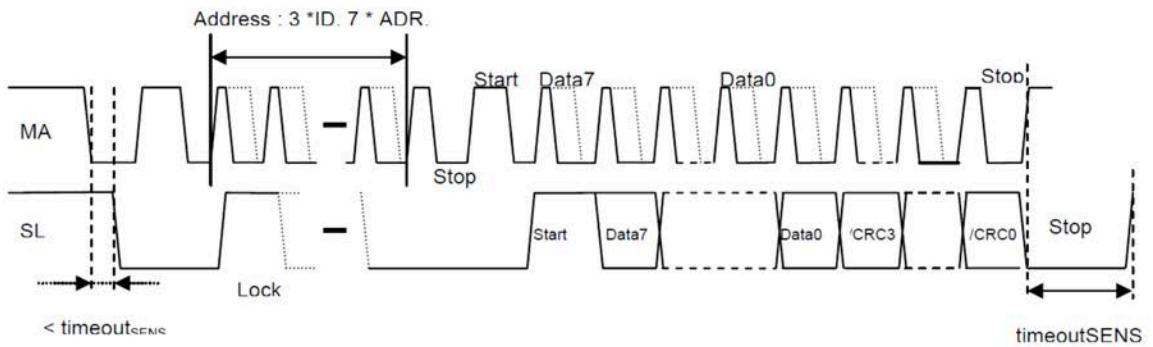 Address : 3 *ID. 7 * ADR.
Start Data7 Data0 Stop
MA
Stop
SL
Start Data7 Data0 /CRC3 /CRC0 Stop
Lock
< timeoutSENS
timeoutSENS